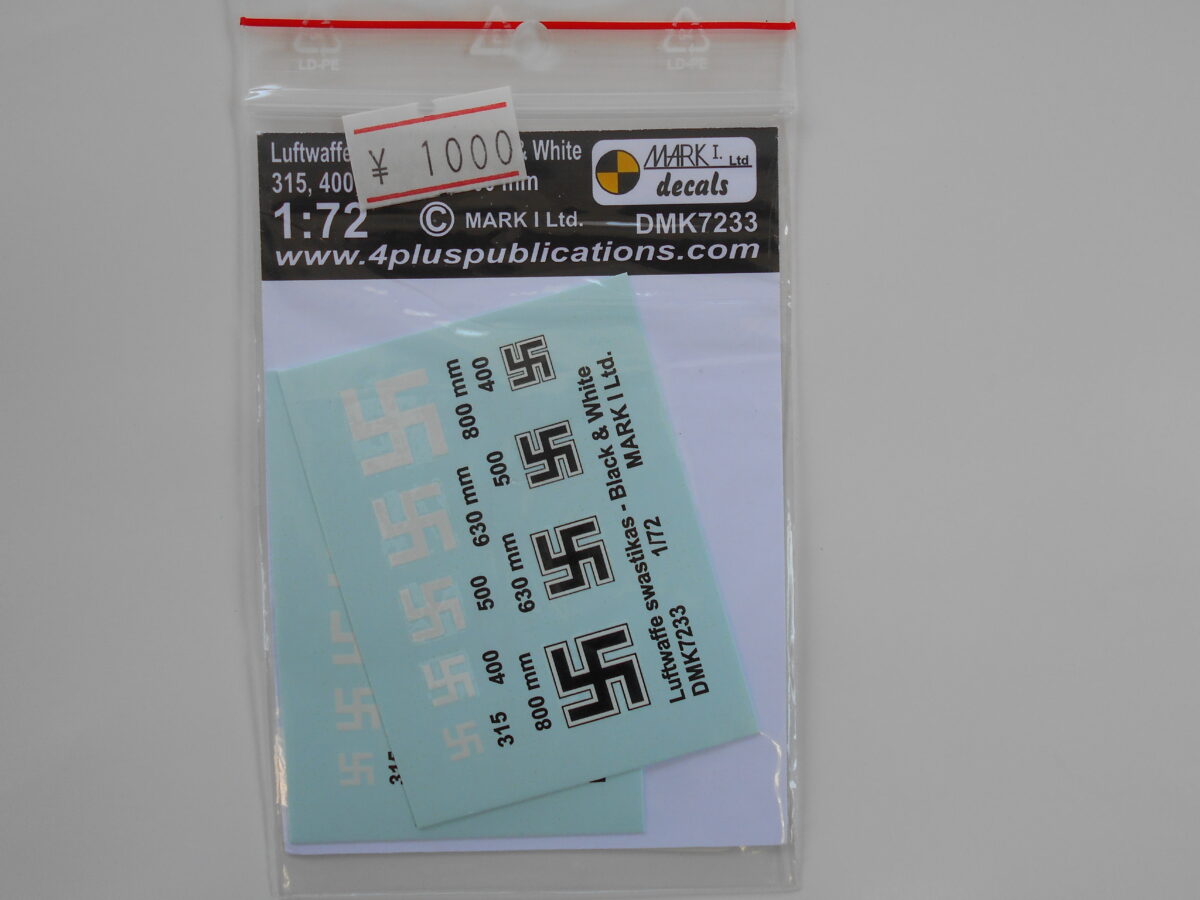 LD-PE
LD-PE
Luftwaffe & White
¥ 1000
315, 400 mm
1:72 © MARK I Ltd.
MARK I. Ltd
decals
DMK7233
www.4pluspublications.com
800 mm
630 mm
500
400
315
400
500
630 mm
800 mm
Luftwaffe swastikas - Black & White
DMK7233 1/72 MARK I Ltd.
315